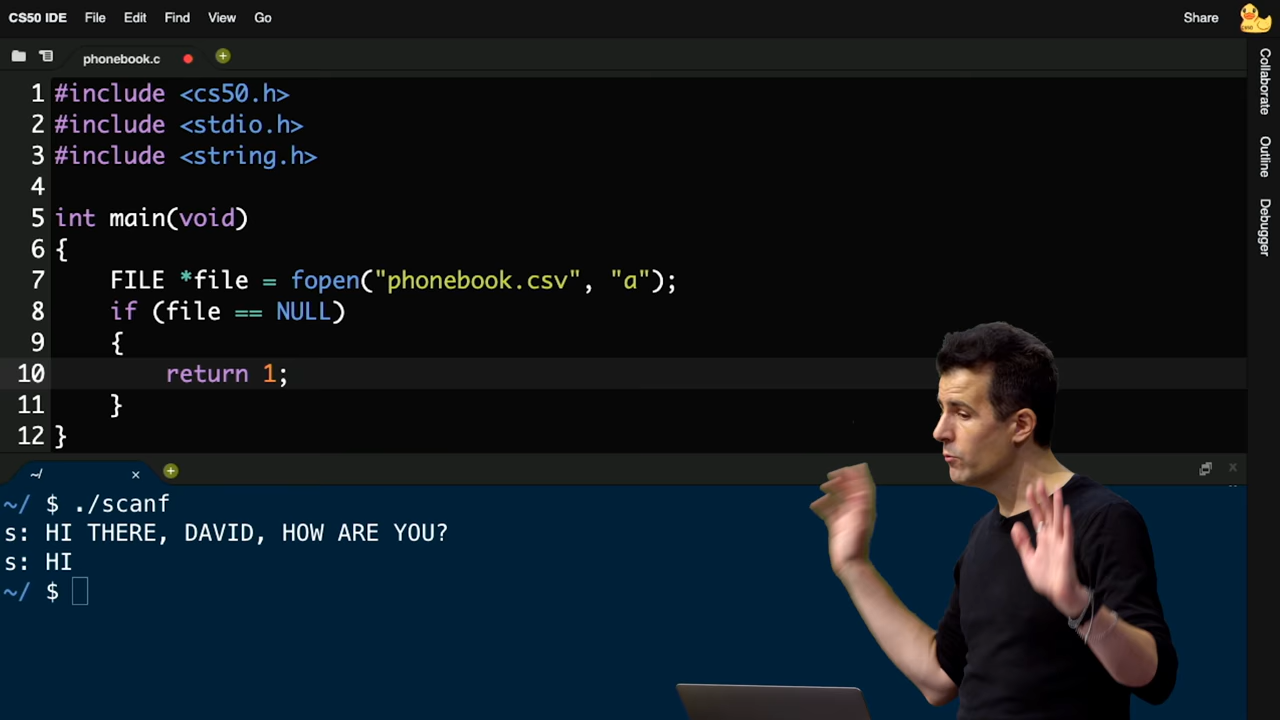 CS50 IDE File Edit Find View Go Share
phonebook.c
1 #include <cs50.h>
2 #include <stdio.h>
3 #include <string.h>
4
5 int main(void)
6 {
7 FILE *file = fopen("phonebook.csv", "a");
8 if (file == NULL)
9 {
10 return 1;
11 }
12 }
Collaborate
Outline
Debugger
~/
~/ $ ./scanf
s: HI THERE, DAVID, HOW ARE YOU?
s: HI
~/ $